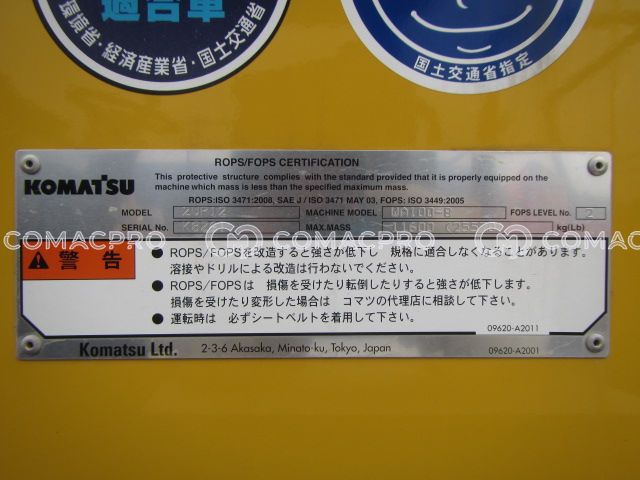 適合車
環境省・経済産業省・国土交通省
国土交通省指定
ROPS/FOPS CERTIFICATION
KOMATSU
This protective structure complies with the standard provided that it is properly equipped on the
machine which mass is less than the specified maximum mass.
ROPS:ISO 3471:2008, SAE J / ISO 3471 MAY 03, FOPS: ISO 3449:2005
MODEL MACHINE MODEL WA100-6 FOPS LEVEL No. 2
SERIAL No. MAX.MASS kg(Lb)
COMACPRO COMACPRO COMACPRO
警告
● ROPS/FOPSを改造すると強さが低下し 規格に適合しなくなることがあります。
溶接やドリルによる改造は行わないでください。
● ROPS/FOPSは 損傷を受けたり転倒したりすると強さが低下します。
損傷を受けたり変形した場合は コマツの代理店に相談して下さい。
● 運転時は 必ずシートベルトを着用して下さい。
09620-A2011
Komatsu Ltd. 2-3-6 Akasaka, Minato-ku, Tokyo, Japan 09620-A2001